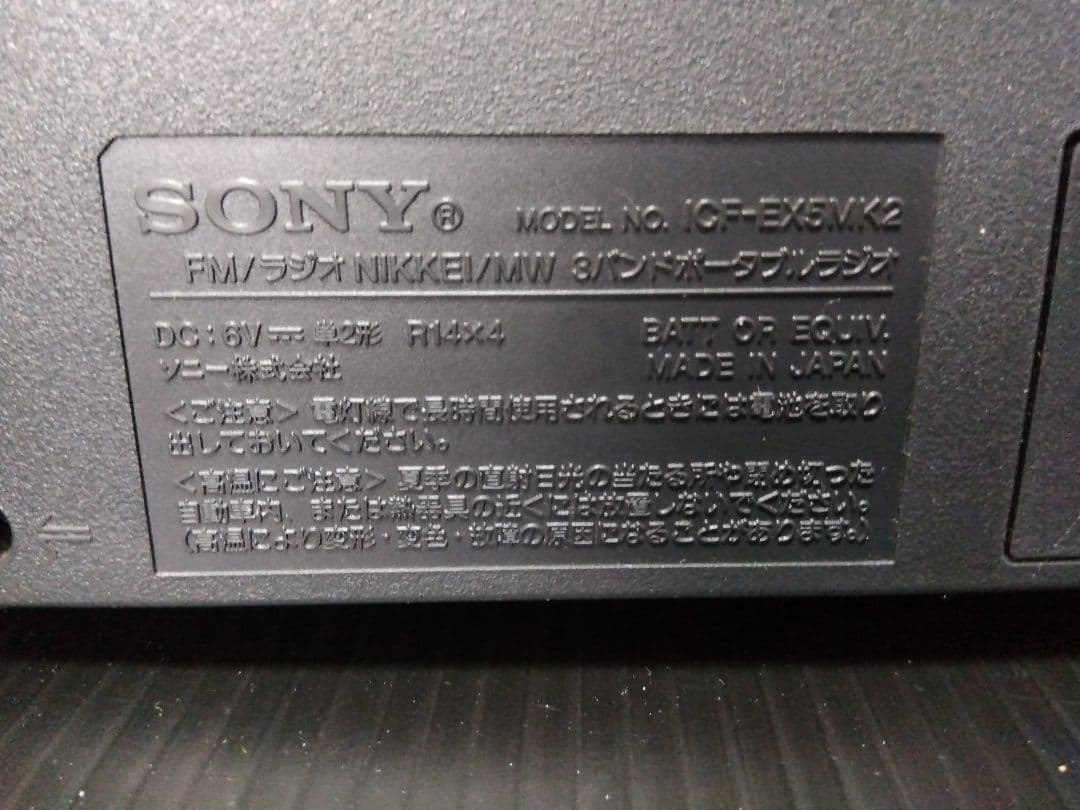 SONY® MODEL NO. ICF-EX5MK2
FM/ラジオNIKKEI/MW 3バンドポータブルラジオ
DC:6V⎓ 単2形 R14×4 BATT OR EQUIV.
ソニー株式会社 MADE IN JAPAN
<ご注意> 電灯線で長時間使用されるときには電池を取り
出しておいてください。
<高温にご注意> 夏季の直射日光の当たる所や閉め切った
自動車内、または熱器具の近くには放置しないでください。
(高温により変形・変色・故障の原因になることがあります。)